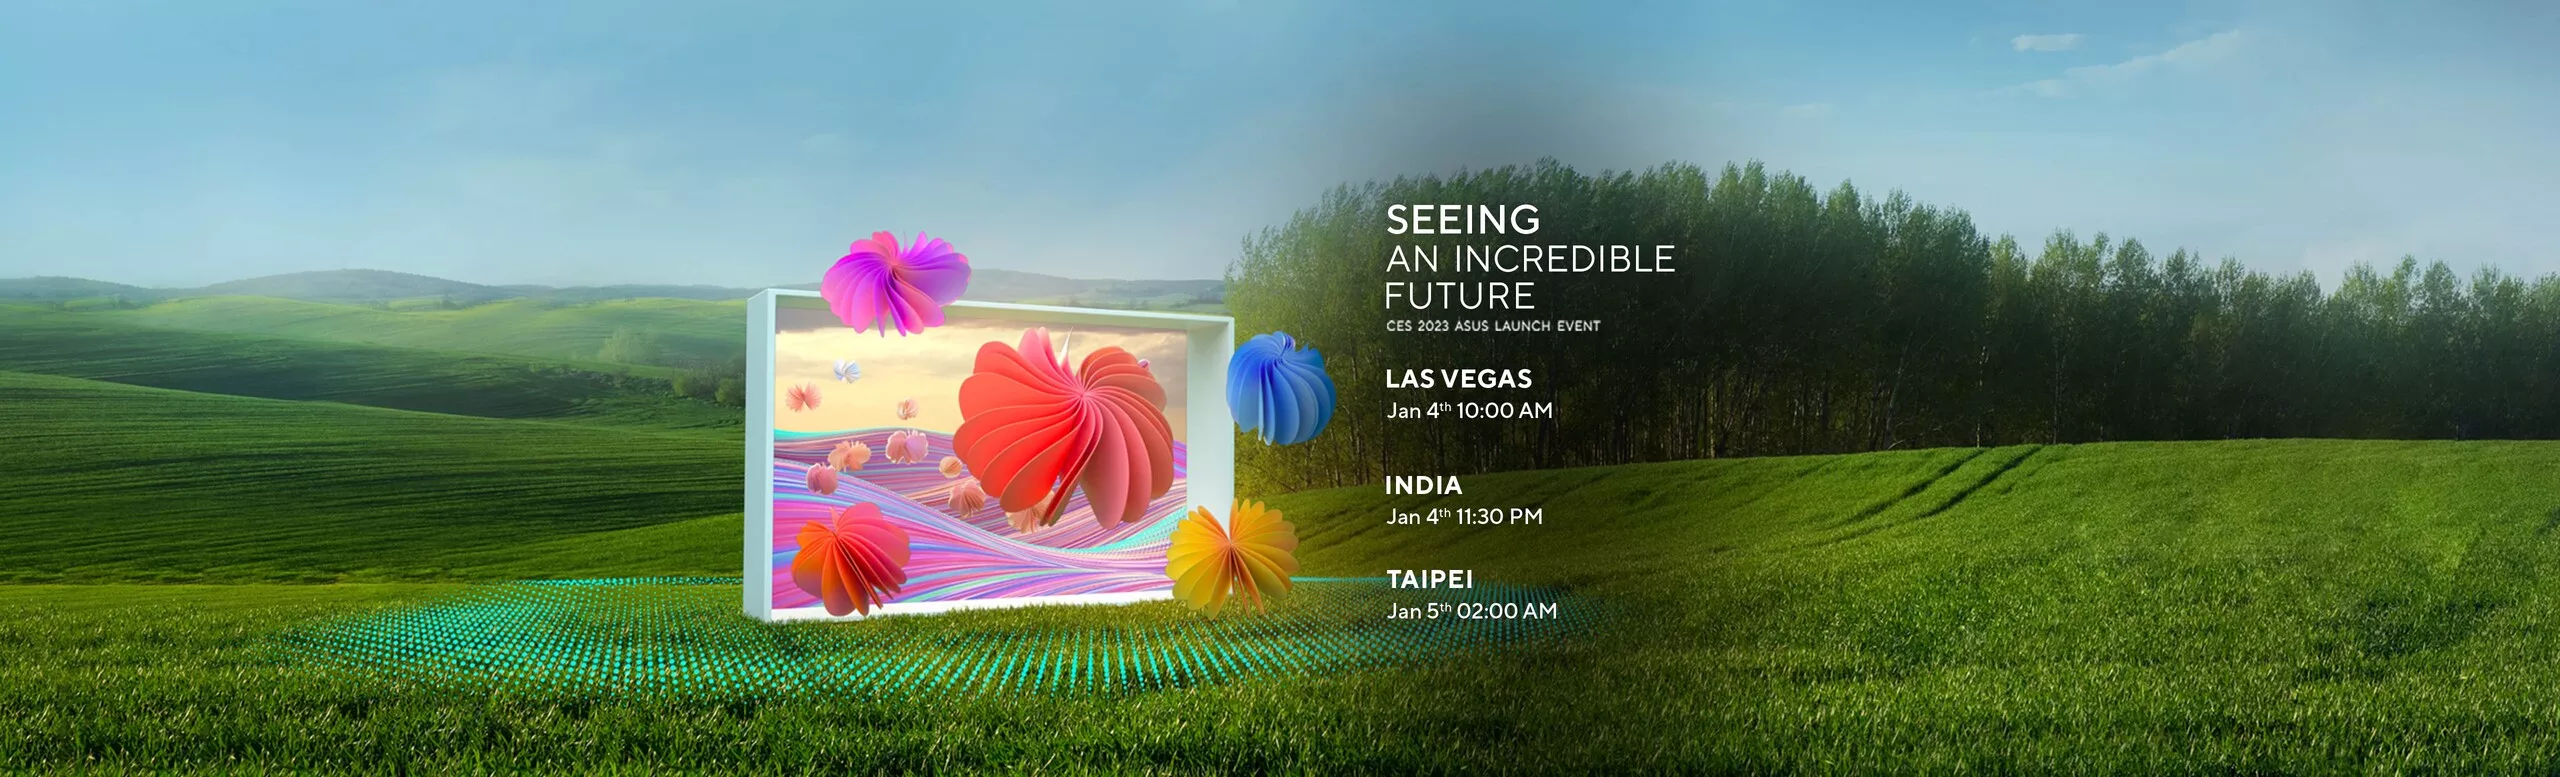 SEEING
AN INCREDIBLE
FUTURE
CES 2023 ASUS LAUNCH EVENT
LAS VEGAS
Jan 4th 10:00 AM
INDIA
Jan 4th 11:30 PM
TAIPEI
Jan 5th 02:00 AM